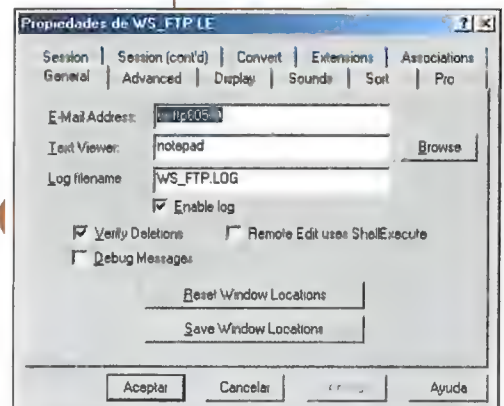 Propiedades de WS_FTP LE
Session Session (cont'd) Convert Extensions Associations
General Advanced Display Sounds Sort Pro
E-Mail Address:
Text Viewer: notepad Browse
Log filename WS_FTP.LOG
Enable log
Verify Deletions Remote Edit uses ShellExecute
Debug Messages
Reset Window Locations
Save Window Locations
Aceptar Cancelar Ayuda